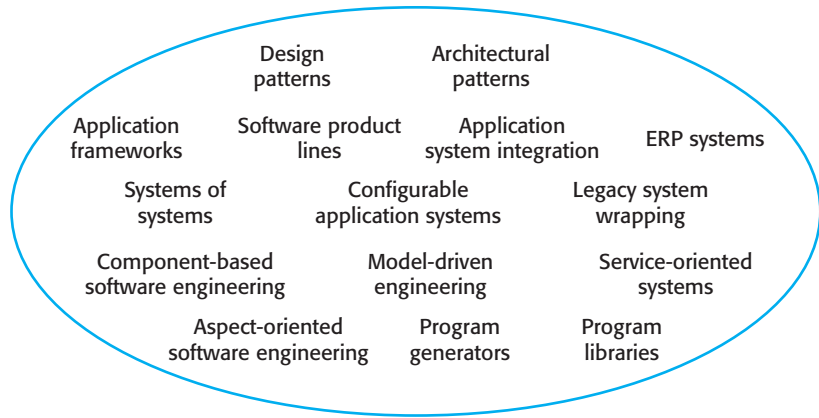 Design
patterns
Architectural
patterns
Application
frameworks
Software product
lines
Application
system integration
ERP systems
Systems of
systems
Configurable
application systems
Legacy system
wrapping
Component-based
software engineering
Model-driven
engineering
Service-oriented
systems
Aspect-oriented
software engineering
Program
generators
Program
libraries